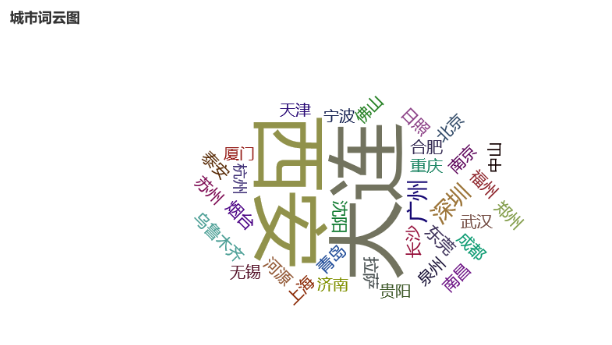 城市词云图
天津
宁波
佛山
日照
北京
厦门
泰安
杭州
西安
大连
合肥
重庆
南京
中山
苏州
烟台
沈阳
广州
深圳
福州
郑州
乌鲁木齐
青岛
长沙
东莞
武汉
成都
无锡
河源
上海
济南
拉萨
贵阳
泉州
南昌